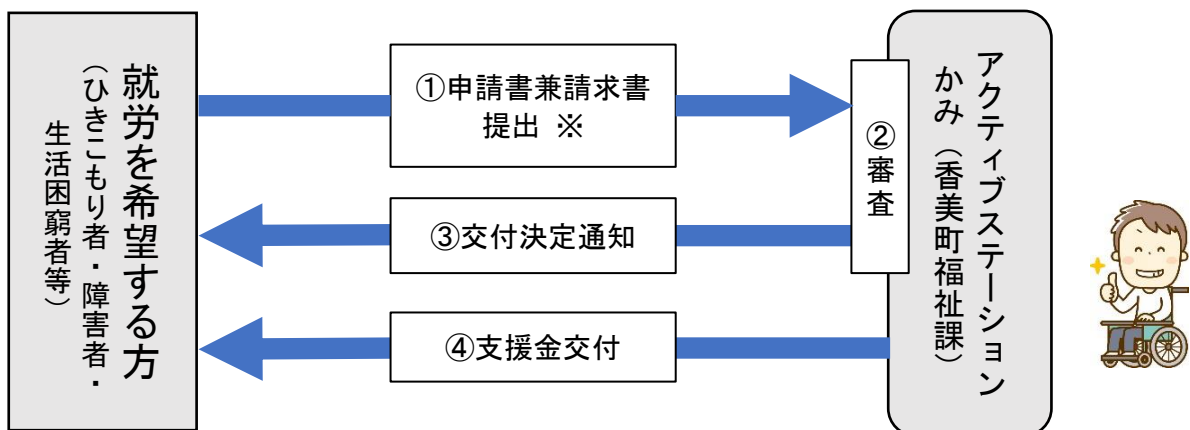 就労を希望する方
（ひきこもり者・障害者・
生活困窮者等）
①申請書兼請求書
提出 ※
②審査
③交付決定通知
④支援金交付
アクティブステーション
かみ（香美町福祉課）